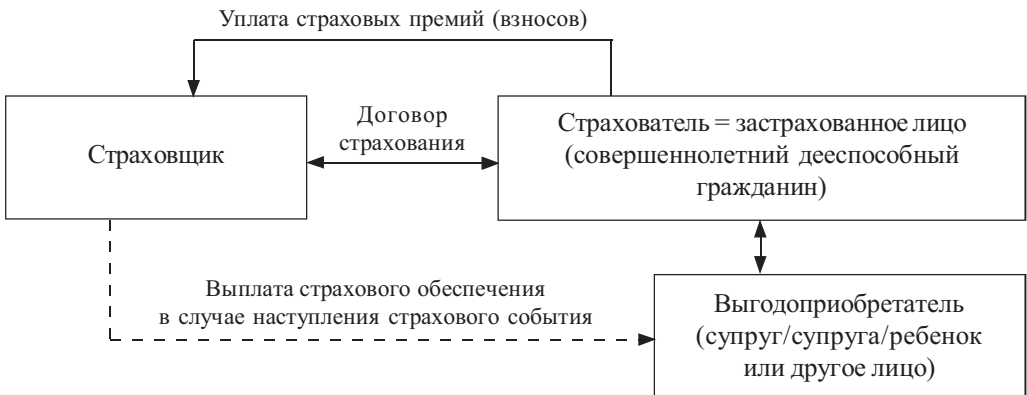 Уплата страховых премий (взносов)
Страховщик
Договор
страхования
Страхователь = застрахованное лицо
(совершеннолетний дееспособный
гражданин)
Выплата страхового обеспечения
в случае наступления страхового события
Выгодоприобретатель
(супруг/супруга/ребенок
или другое лицо)